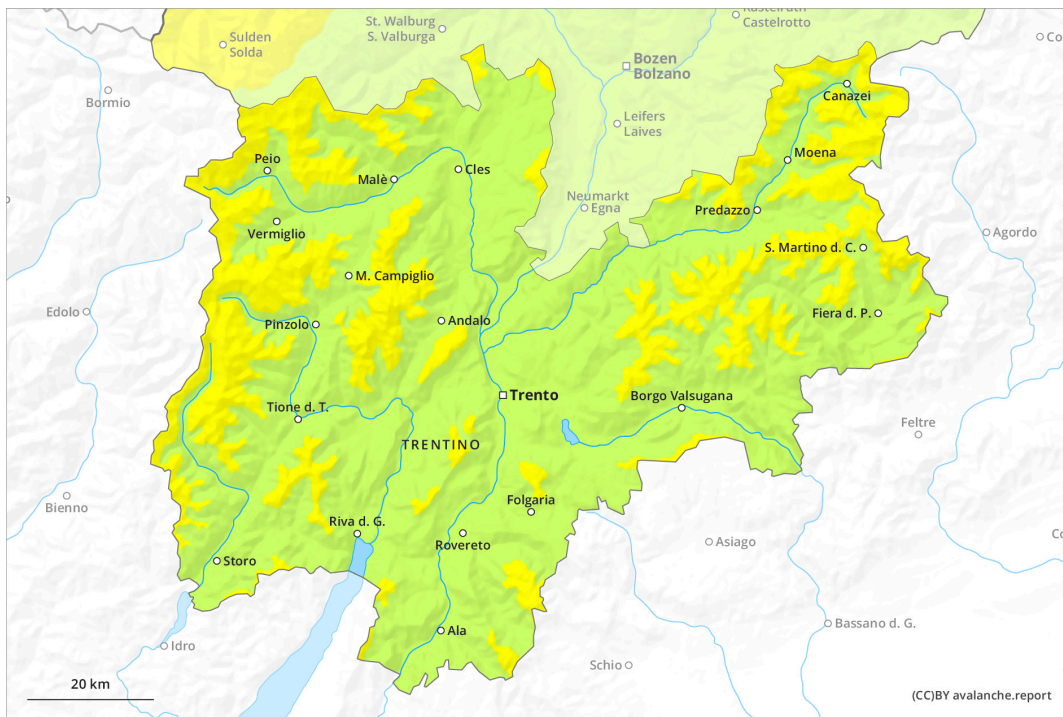 St. Walburg
S. Valburga
Kastelruth
Castelrotto
Sulden
Solda
Bozen
Bolzano
Bormio
Canazei
Leifers
Laives
Moena
Peio
Malè
Cles
Neumarkt
Egna
Predazzo
Vermiglio
Agordo
S. Martino d. C.
M. Campiglio
Edolo
Pinzolo
Andalo
Fiera d. P.
Trento
Borgo Valsugana
Tione d. T.
Feltre
TRENTINO
Bienno
Folgaria
Riva d. G.
Rovereto
Asiago
Storo
Bassano d. G.
Ala
Idro
Schio
20 km
(CC)BY avalanche.report